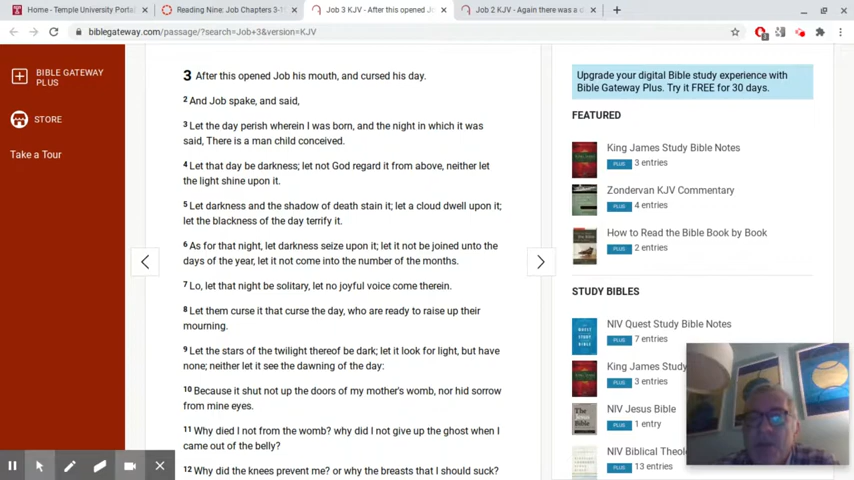 Home - Temple University Porta
Reading Nine: Job Chapters 3-1
Job 3 KJV - After this opened Jo
Job 2 KJV - Again there was a d
biblegateway.com/passage/?search=Job+3&version=KJV
BIBLE GATEWAY
PLUS
STORE
Take a Tour
3 After this opened Job his mouth, and cursed his day.
2 And Job spake, and said,
3 Let the day perish wherein I was born, and the night in which it was
said, There is a man child conceived.
4 Let that day be darkness; let not God regard it from above, neither let
the light shine upon it.
5 Let darkness and the shadow of death stain it; let a cloud dwell upon it;
let the blackness of the day terrify it.
6 As for that night, let darkness seize upon it; let it not be joined unto the
days of the year, let it not come into the number of the months.
7 Lo, let that night be solitary, let no joyful voice come therein.
8 Let them curse it that curse the day, who are ready to raise up their
mourning.
9 Let the stars of the twilight thereof be dark; let it look for light, but have
none; neither let it see the dawning of the day:
10 Because it shut not up the doors of my mother's womb, nor hid sorrow
from mine eyes.
11 Why died I not from the womb? why did I not give up the ghost when I
came out of the belly?
12 Why did the knees prevent me? or why the breasts that I should suck?
Upgrade your digital Bible study experience with
Bible Gateway Plus. Try it FREE for 30 days.
FEATURED
King James Study Bible Notes
PLUS 3 entries
Zondervan KJV Commentary
PLUS 4 entries
How to Read the Bible Book by Book
PLUS 2 entries
STUDY BIBLES
NIV Quest Study Bible Notes
PLUS 7 entries
King James Study
PLUS 3 entries
NIV Jesus Bible
PLUS 1 entry
NIV Biblical Theolo
PLUS 13 entries